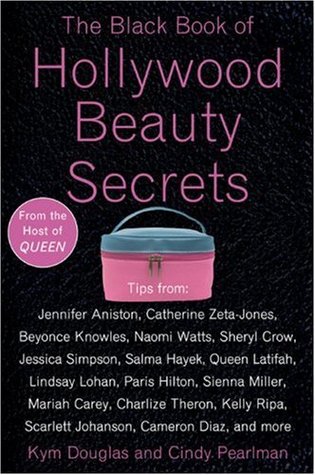 The Black Book of
Hollywood
Beauty
Secrets
From the
Host of
QUEEN
Tips from:
Jennifer Aniston, Catherine Zeta-Jones,
Beyonce Knowles, Naomi Watts, Sheryl Crow,
Jessica Simpson, Salma Hayek, Queen Latifah,
Lindsay Lohan, Paris Hilton, Sienna Miller,
Mariah Carey, Charlize Theron, Kelly Ripa,
Scarlett Johanson, Cameron Diaz, and more
Kym Douglas and Cindy Pearlman